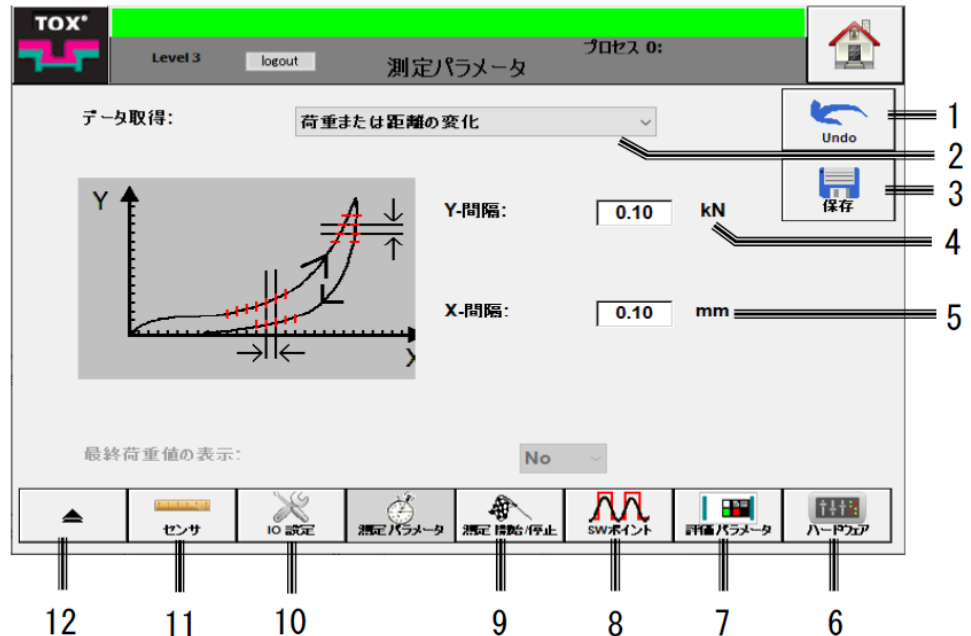 TOX®
Level 3
logout
プロセス 0:
測定パラメータ
データ取得:
荷重または距離の変化
Undo
1
2
保存
3
Y
Y-間隔:
0.10
kN
4
X-間隔:
0.10
mm
5
X
最終荷重値の表示:
No
センサ
IO 設定
測定パラメータ
測定 開始/停止
SWポイント
評価パラメータ
ハードウェア
12
11
10
9
8
7
6